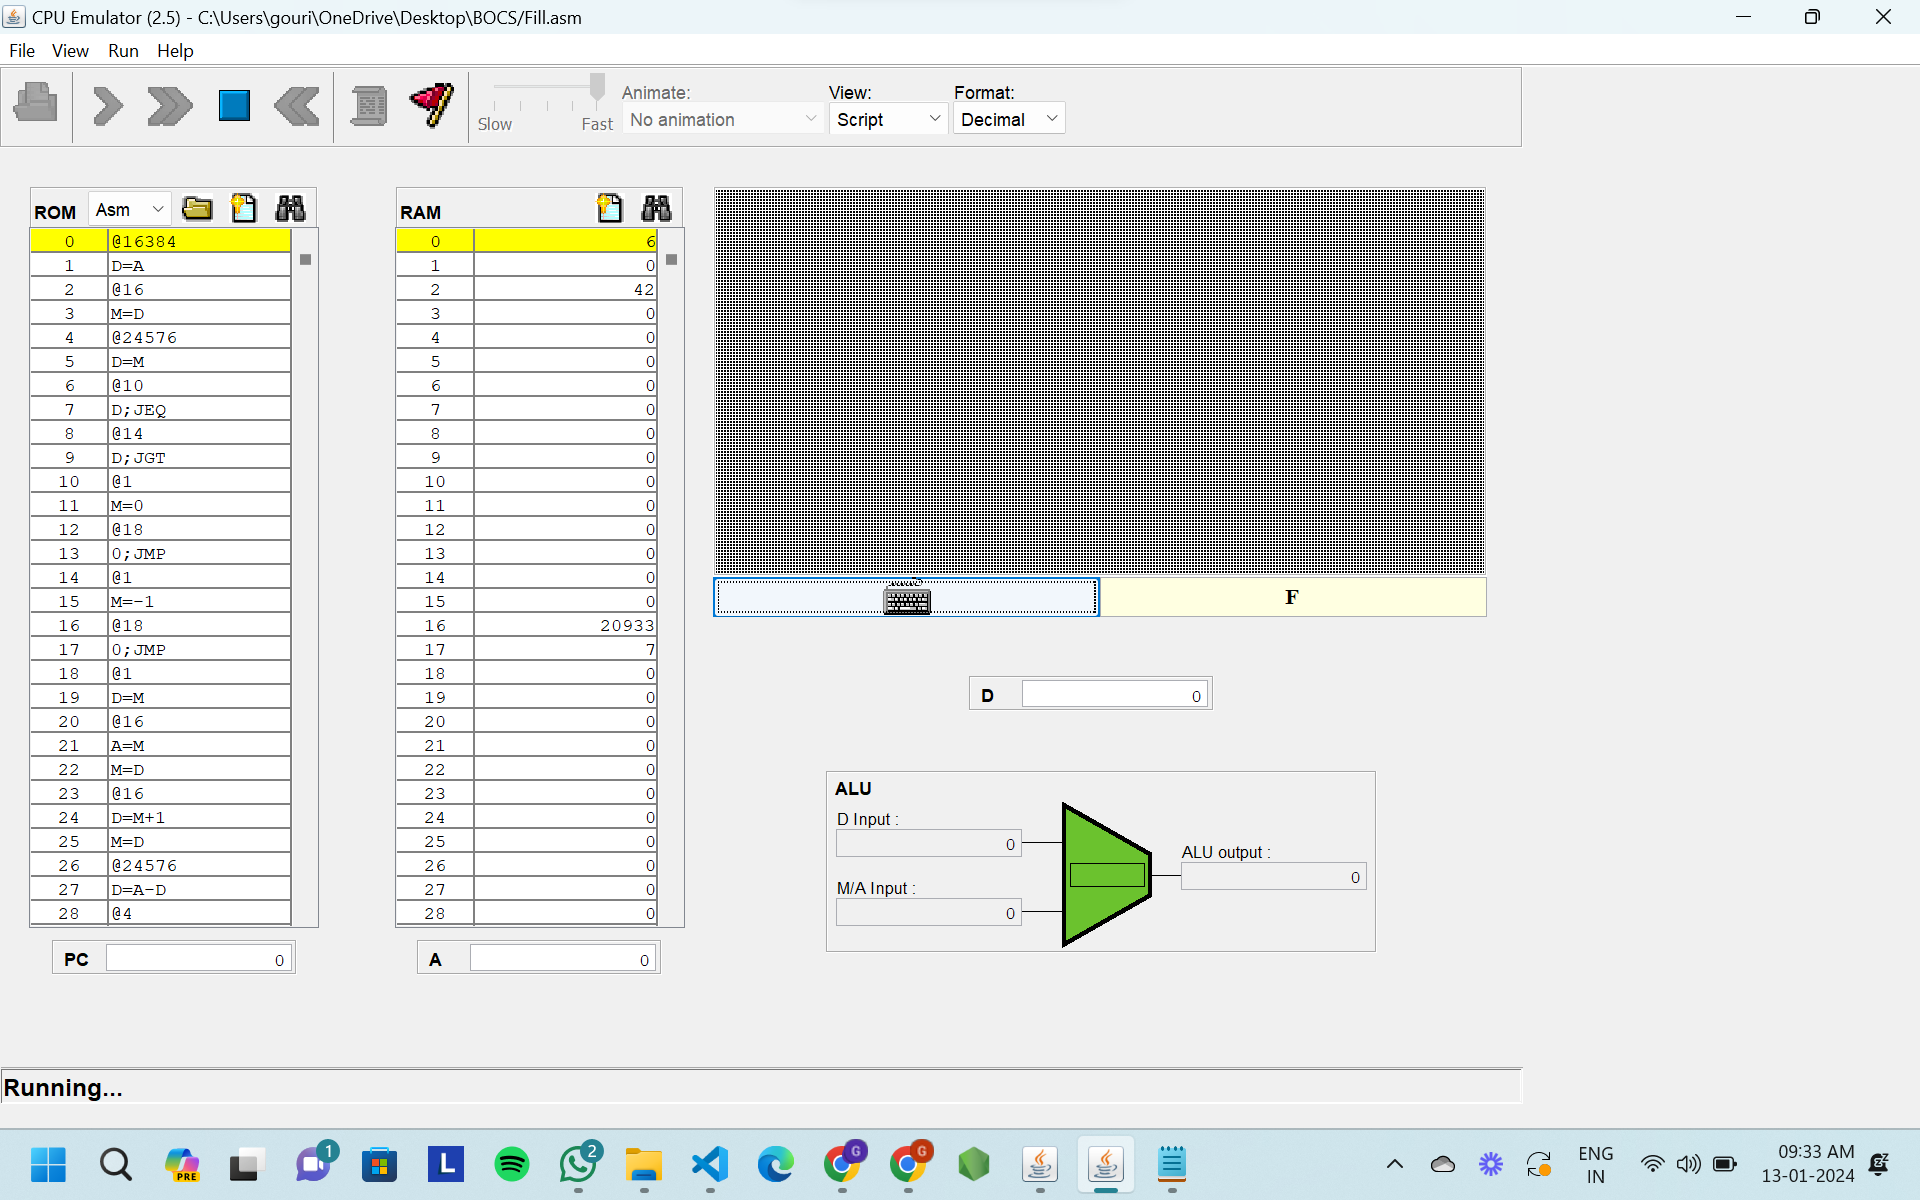 CPU Emulator (2.5) - C:\Users\gouri\OneDrive\Desktop\BOCS/Fill.asm
File View Run Help
Slow Fast
Animate:
No animation
View:
Script
Format:
Decimal
ROM Asm
0 @16384
1 D=A
2 @16
3 M=D
4 @24576
5 D=M
6 @10
7 D;JEQ
8 @14
9 D;JGT
10 @1
11 M=0
12 @18
13 0;JMP
14 @1
15 M=-1
16 @18
17 0;JMP
18 @1
19 D=M
20 @16
21 A=M
22 M=D
23 @16
24 D=M+1
25 M=D
26 @24576
27 D=A-D
28 @4
PC 0
RAM
0 6
1 0
2 42
3 0
4 0
5 0
6 0
7 0
8 0
9 0
10 0
11 0
12 0
13 0
14 0
15 0
16 20933
17 7
18 0
19 0
20 0
21 0
22 0
23 0
24 0
25 0
26 0
27 0
28 0
A 0
F
D 0
ALU
D Input :
0
M/A Input :
0
ALU output :
0
Running...
PRE
1
L
2
G
G
ENG
IN
09:33 AM
13-01-2024